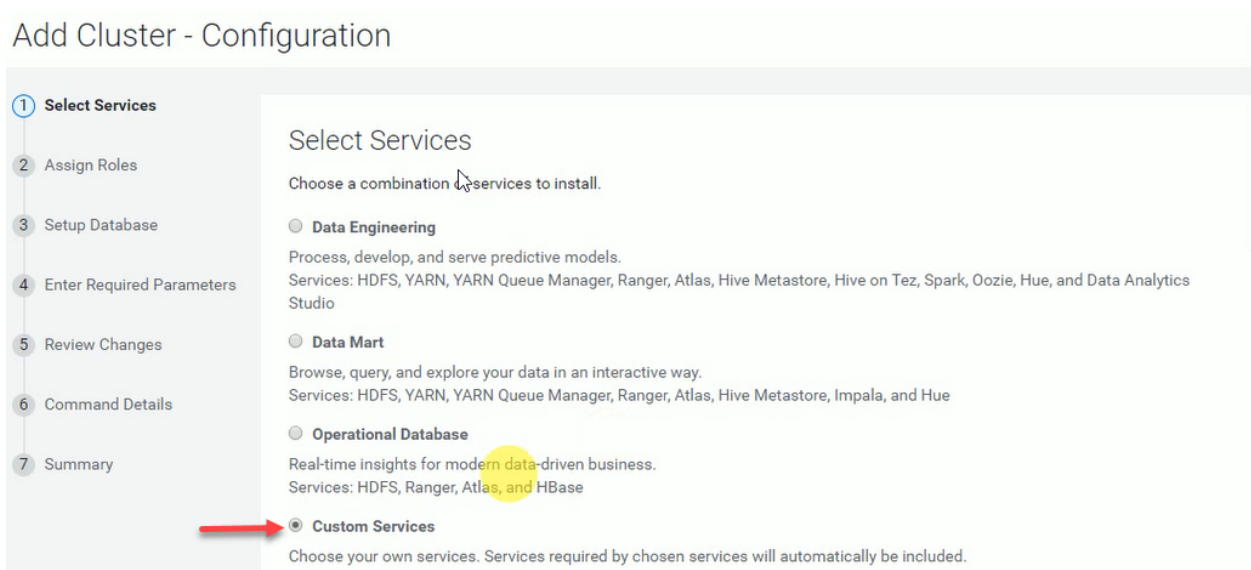 Add Cluster - Configuration
1 Select Services
2 Assign Roles
3 Setup Database
4 Enter Required Parameters
5 Review Changes
6 Command Details
7 Summary
Select Services
Choose a combination of services to install.
Data Engineering
Process, develop, and serve predictive models.
Services: HDFS, YARN, YARN Queue Manager, Ranger, Atlas, Hive Metastore, Hive on Tez, Spark, Oozie, Hue, and Data Analytics
Studio
Data Mart
Browse, query, and explore your data in an interactive way.
Services: HDFS, YARN, YARN Queue Manager, Ranger, Atlas, Hive Metastore, Impala, and Hue
Operational Database
Real-time insights for modern data-driven business.
Services: HDFS, Ranger, Atlas, and HBase
Custom Services
Choose your own services. Services required by chosen services will automatically be included.